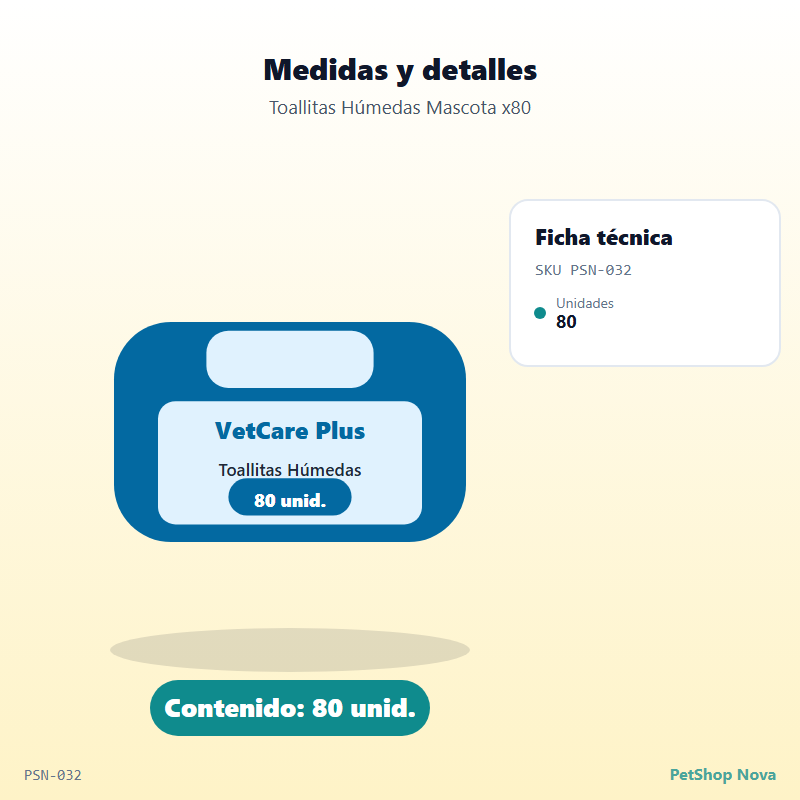 Medidas y detalles
Toallitas Húmedas Mascota x80
Ficha técnica
SKU PSN-032
Unidades
80
VetCare Plus
Toallitas Húmedas
80 unid.
Contenido: 80 unid.
PSN-032
PetShop Nova